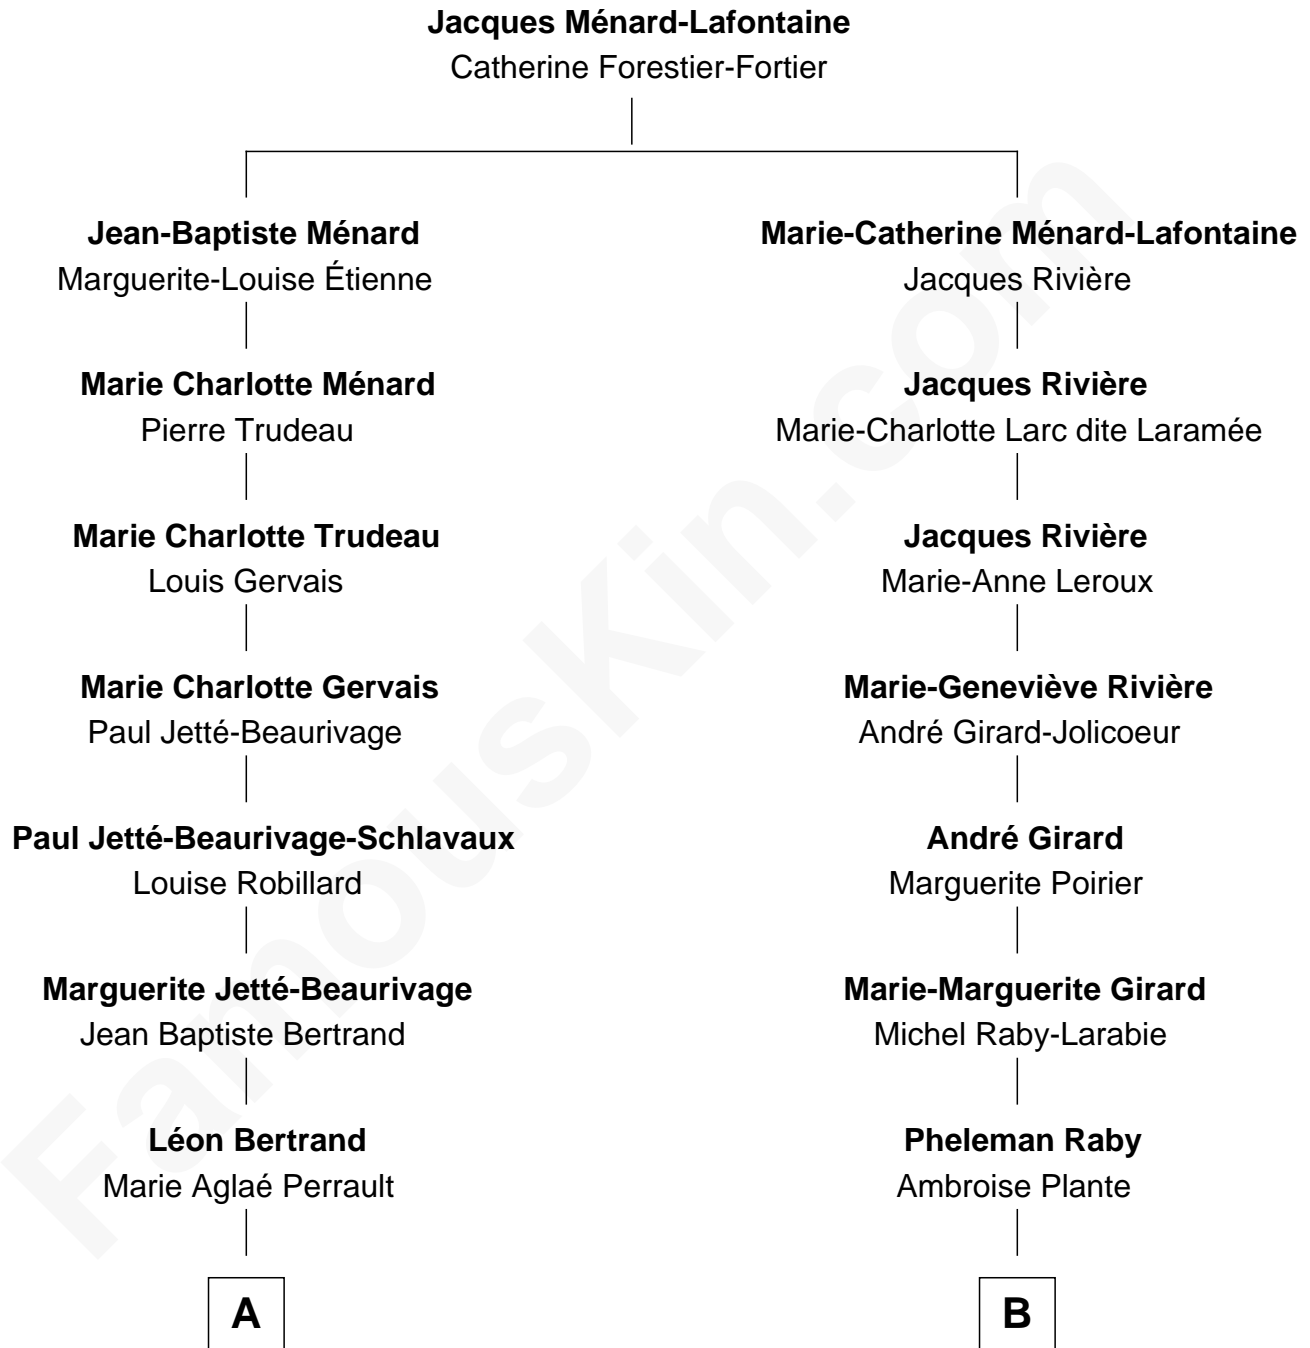 Jacques Ménard-Lafontaine
Catherine Forestier-Fortier
Jean-Baptiste Ménard
Marguerite-Louise Étienne
Marie Charlotte Ménard
Pierre Trudeau
Marie Charlotte Trudeau
Louis Gervais
Marie Charlotte Gervais
Paul Jetté-Beaurivage
Paul Jetté-Beaurivage-Schlavaux
Louise Robillard
Marguerite Jetté-Beaurivage
Jean Baptiste Bertrand
Léon Bertrand
Marie Aglaé Perrault
A
Marie-Catherine Ménard-Lafontaine
Jacques Rivière
Jacques Rivière
Marie-Charlotte Larc dite Laramée
Jacques Rivière
Marie-Anne Leroux
Marie-Geneviève Rivière
André Girard-Jolicoeur
André Girard
Marguerite Poirier
Marie-Marguerite Girard
Michel Raby-Larabie
Pheleman Raby
Ambroise Plante
B
FamousKin.com